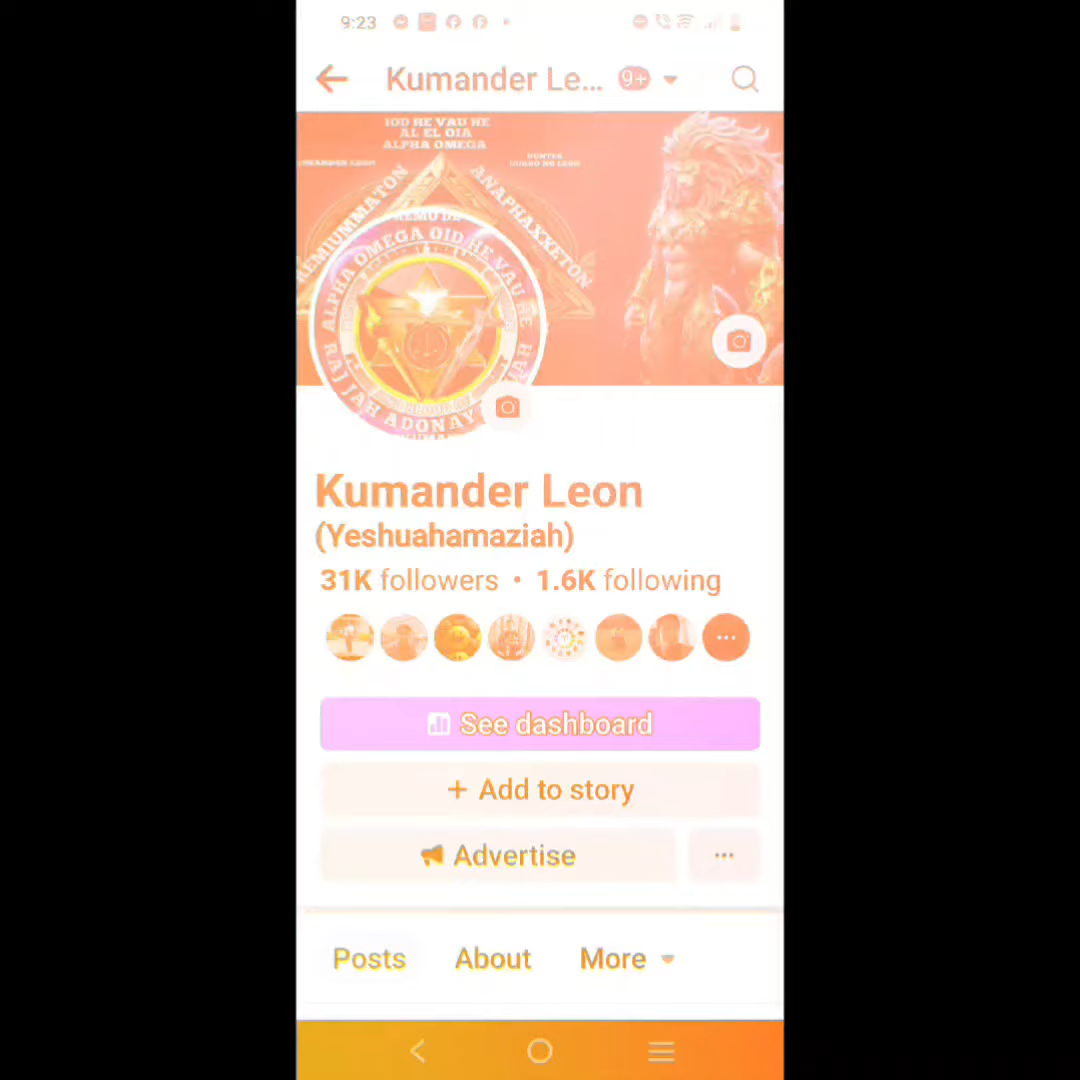 9:23
Kumander Le... 9+
IOD HE VAU HE
AL EL OIA
ALPHA OMEGA
ANAPHAXXETON
ALPHA OMEGA OID HE VAU HE
ADONAY
Kumander Leon
(Yeshuahamaziah)
31K followers • 1.6K following
See dashboard
+ Add to story
Advertise
Posts About More